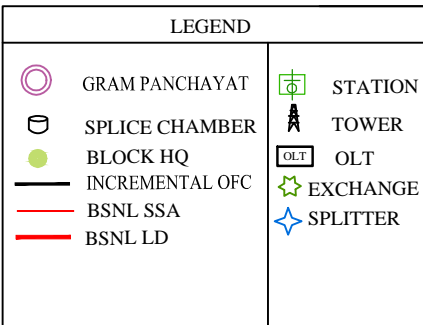 LEGEND
GRAM PANCHAYAT
SPLICE CHAMBER
BLOCK HQ
INCREMENTAL OFC
BSNL SSA
BSNL LD
STATION
TOWER
OLT OLT
EXCHANGE
SPLITTER